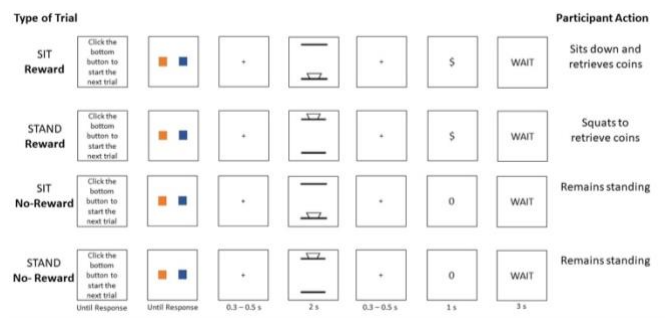 Type of Trial
Participant Action
SIT
Reward
Click the
bottom
button to
start the
next trial
$
WAIT
Sits down and
retrieves coins
STAND
Reward
Click the
bottom
button to
start the
next trial
$
WAIT
Squats to
retrieve coins
SIT
No-Reward
Click the
bottom
button to
start the
next trial
0
WAIT
Remains standing
STAND
No- Reward
Click the
bottom
button to
start the
next trial
0
WAIT
Remains standing
Until Response
Until Response
0.3 – 0.5 s
2 s
0.3 – 0.5 s
1 s
3 s